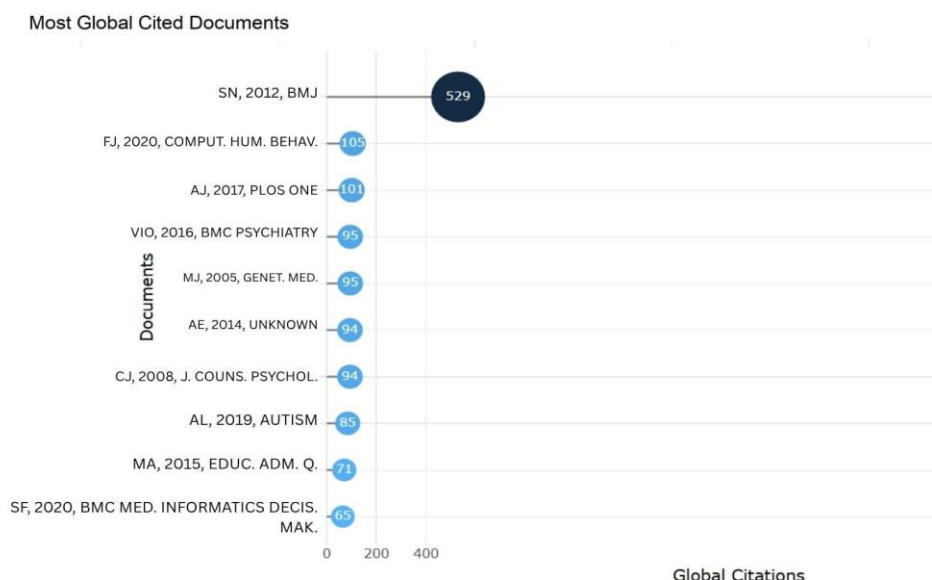 Most Global Cited Documents
SN, 2012, BMJ
529
FJ, 2020, COMPUT. HUM. BEHAV.
105
AJ, 2017, PLOS ONE
101
VIO, 2016, BMC PSYCHIATRY
95
Documents
MJ, 2005, GENET. MED.
95
AE, 2014, UNKNOWN
94
CJ, 2008, J. COUNS. PSYCHOL.
94
AL, 2019, AUTISM
85
MA, 2015, EDUC. ADM. Q.
71
SF, 2020, BMC MED. INFORMATICS DECIS.
MAK.
65
0 200 400
Global Citations